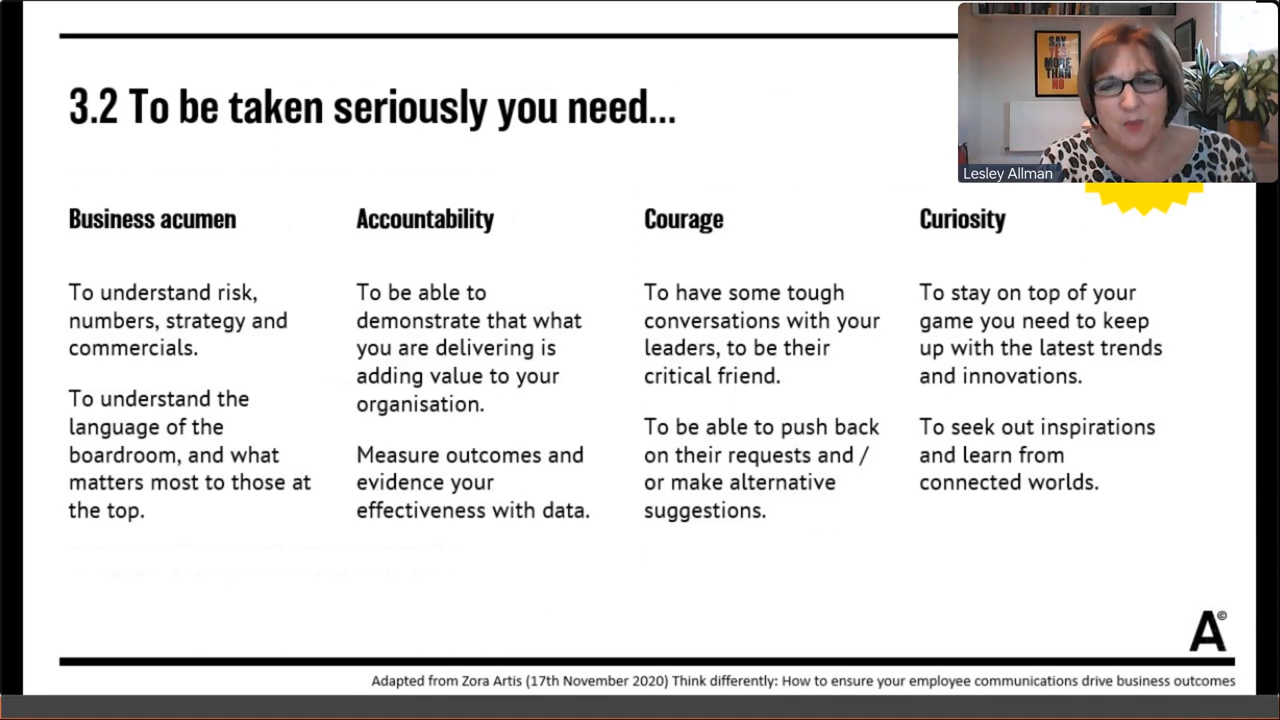 3.2 To be taken seriously you need...
SAY
YES
MORE
THAN
NO
Lesley Allman
Business acumen
To understand risk,
numbers, strategy and
commercials.
To understand the
language of the
boardroom, and what
matters most to those at
the top.
Accountability
To be able to
demonstrate that what
you are delivering is
adding value to your
organisation.
Measure outcomes and
evidence your
effectiveness with data.
Courage
To have some tough
conversations with your
leaders, to be their
critical friend.
To be able to push back
on their requests and /
or make alternative
suggestions.
Curiosity
To stay on top of your
game you need to keep
up with the latest trends
and innovations.
To seek out inspirations
and learn from
connected worlds.
A©
Adapted from Zora Artis (17th November 2020) Think differently: How to ensure your employee communications drive business outcomes